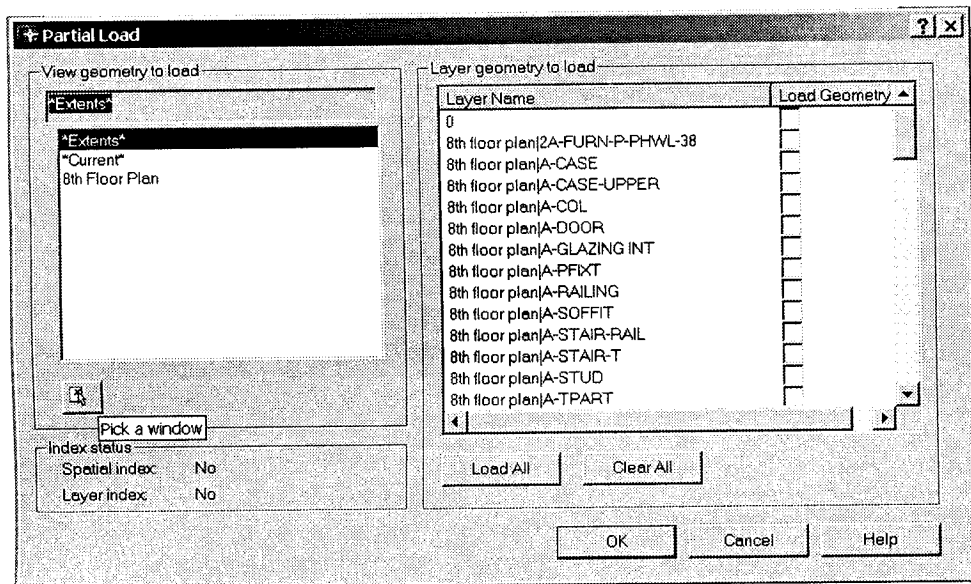 Partial Load
View geometry to load
*Extents*
*Extents*
*Current*
8th Floor Plan
Pick a window
Index status
Spatial index: No
Layer index: No
Layer geometry to load
Layer Name Load Geometry
0
8th floor plan|2A-FURN-P-PHWL-38
8th floor plan|A-CASE
8th floor plan|A-CASE-UPPER
8th floor plan|A-COL
8th floor plan|A-DOOR
8th floor plan|A-GLAZING INT
8th floor plan|A-PFIXT
8th floor plan|A-RAILING
8th floor plan|A-SOFFIT
8th floor plan|A-STAIR-RAIL
8th floor plan|A-STAIR-T
8th floor plan|A-STUD
8th floor plan|A-TPART
Load All Clear All
OK Cancel Help